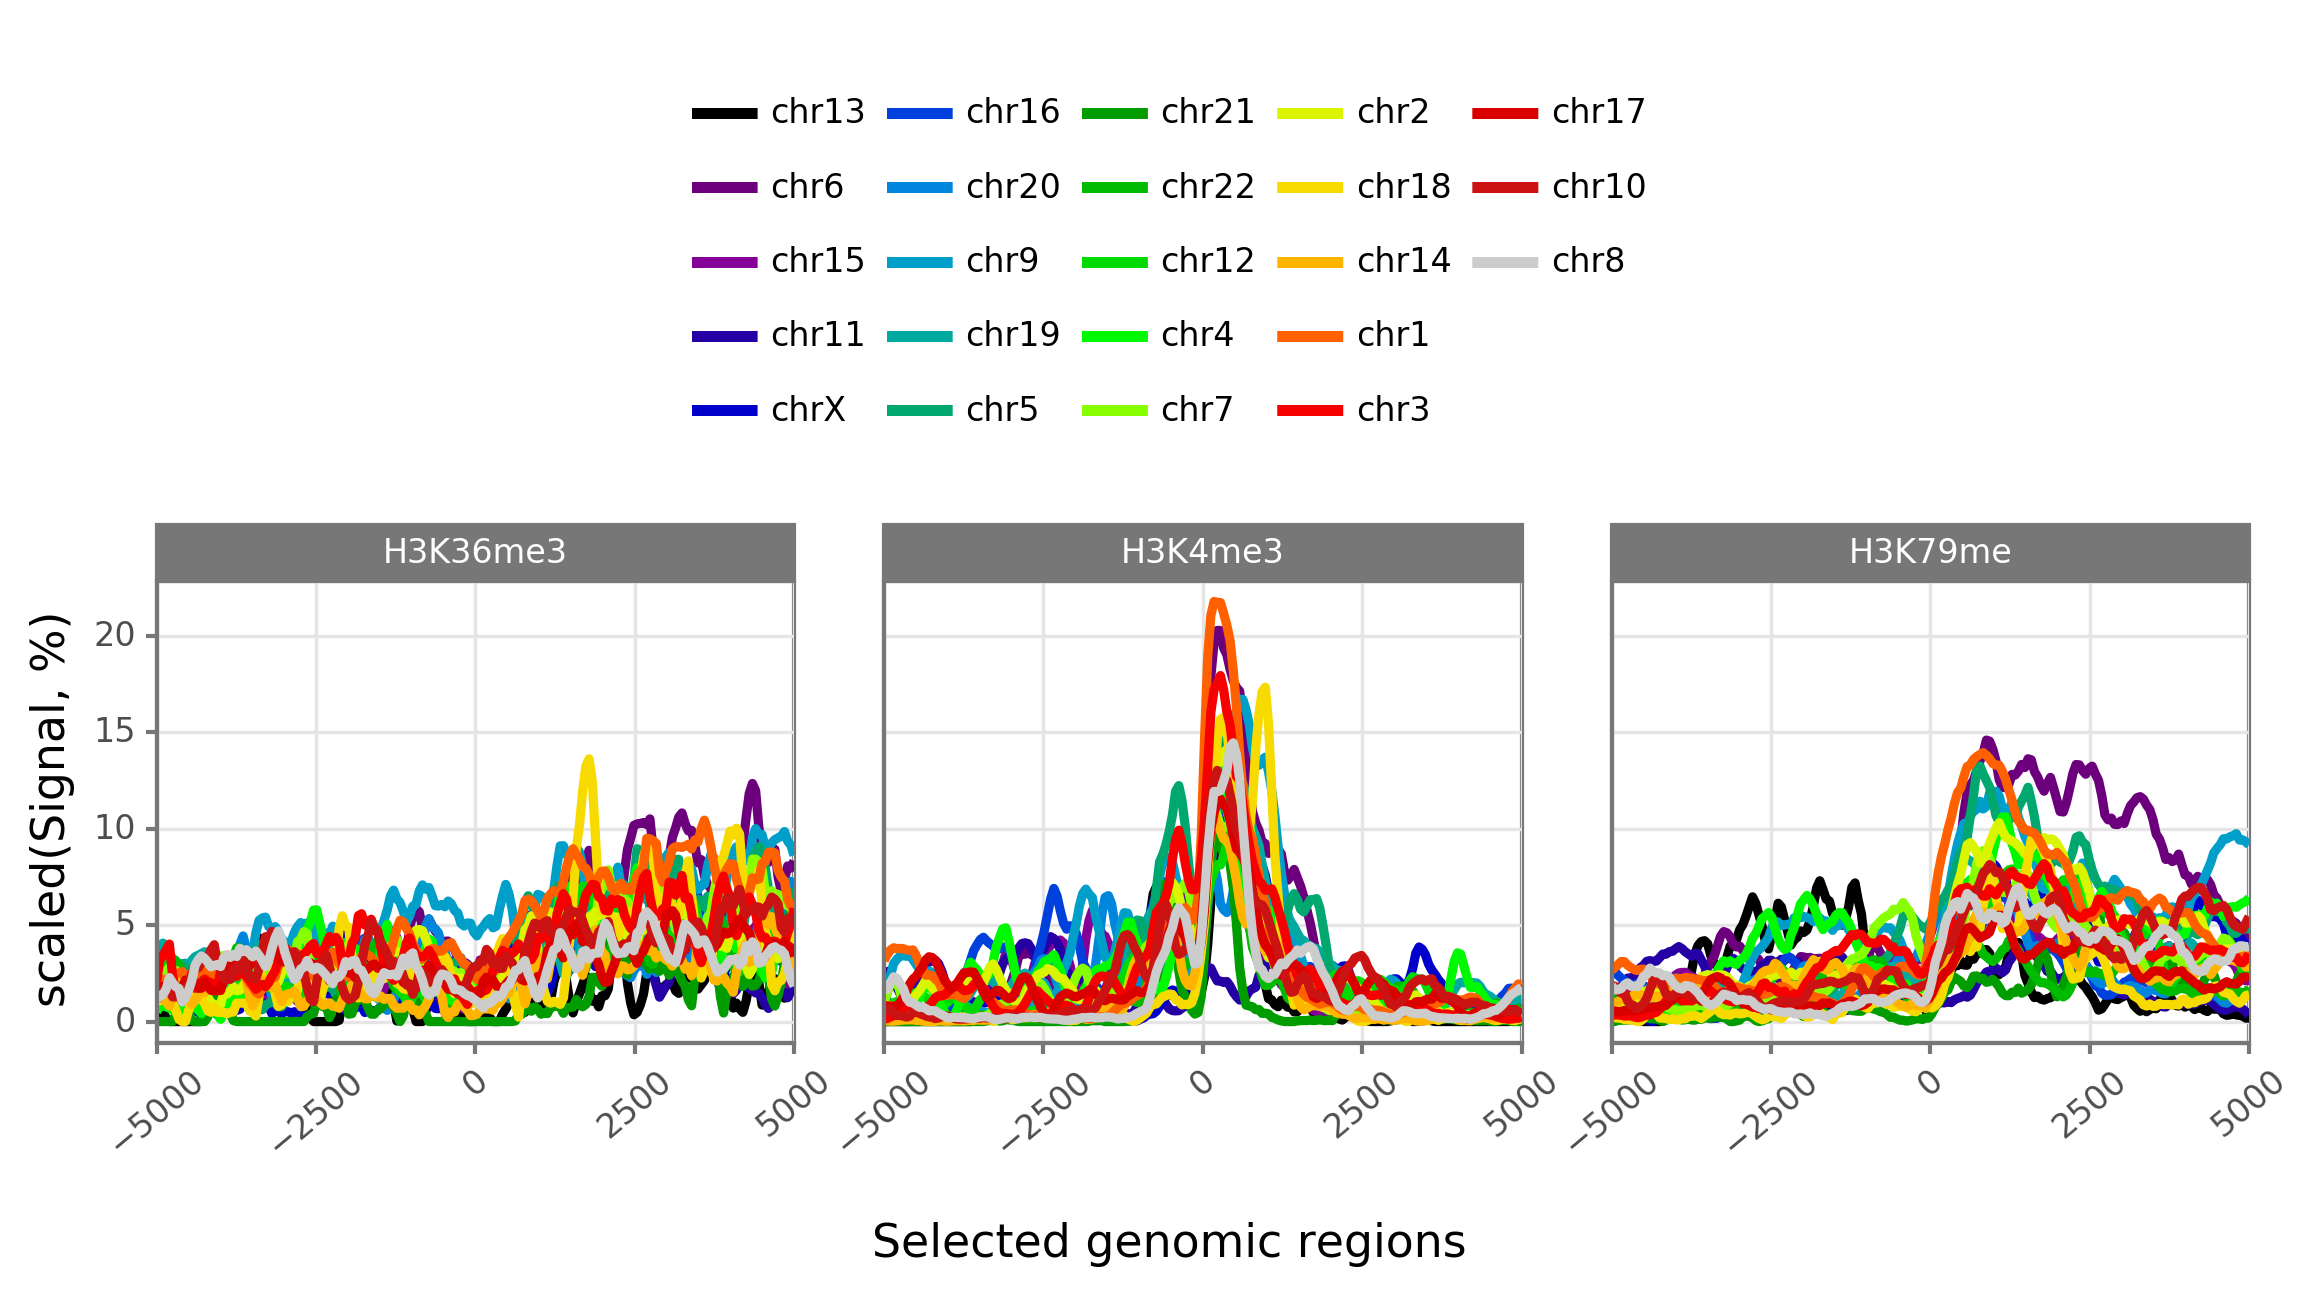 chr13 chr16 chr21 chr2 chr17
chr6 chr20 chr22 chr18 chr10
chr15 chr9 chr12 chr14 chr8
chr11 chr19 chr4 chr1
chrX chr5 chr7 chr3
H3K36me3 H3K4me3 H3K79me
scaled(Signal, %)
20
15
10
5
0
−5000 −2500 0 2500 5000 −5000 −2500 0 2500 5000 −5000 −2500 0 2500 5000
Selected genomic regions